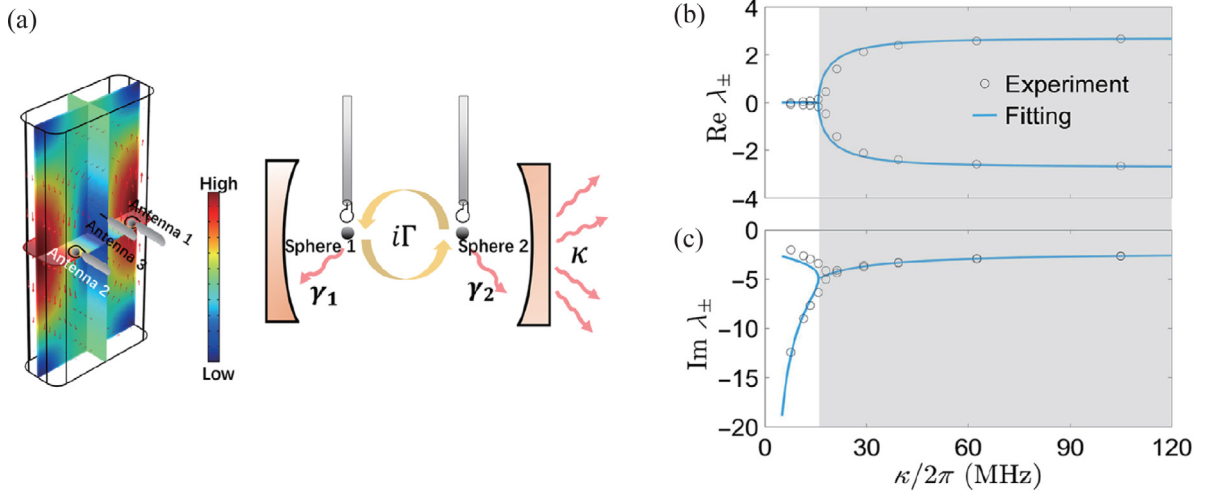 (a)
High
Low
Antenna 1
Antenna 3
Antenna 2
Sphere 1
iΓ
Sphere 2
κ
γ₁
γ₂
(b)
4
2
0
−2
−4
Re λ±
Experiment
Fitting
(c)
0
−5
−10
−15
−20
Im λ±
0 30 60 90 120
κ/2π (MHz)